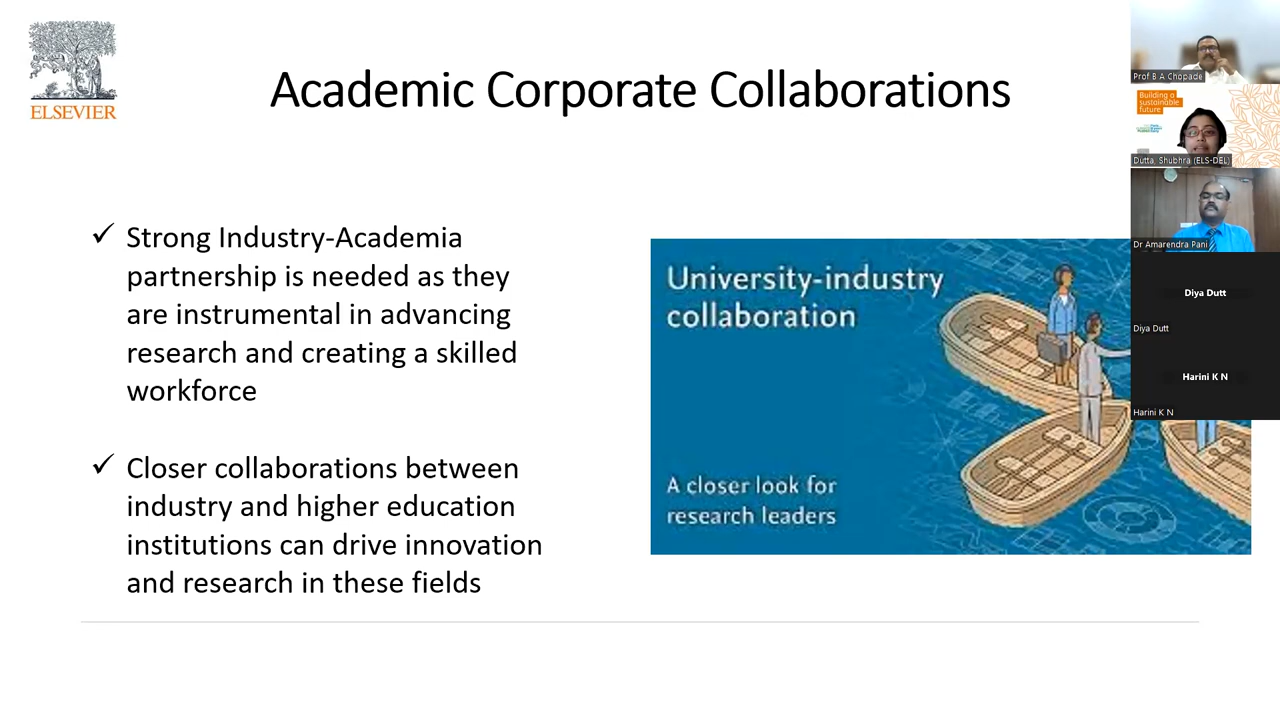 ELSEVIER
Academic Corporate Collaborations
✓ Strong Industry-Academia
partnership is needed as they
are instrumental in advancing
research and creating a skilled
workforce
✓ Closer collaborations between
industry and higher education
institutions can drive innovation
and research in these fields
University-industry
collaboration
A closer look for
research leaders
Prof B A Chopade
Building a
sustainable
future
Dutta, Shubhra (ELS-DEL)
Dr Amarendra Pani
Diya Dutt
Diya Dutt
Harini K N
Harini K N